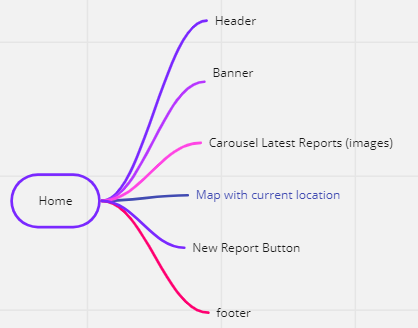 Header
Banner
Carousel Latest Reports (images)
Map with current location
Home
New Report Button
footer